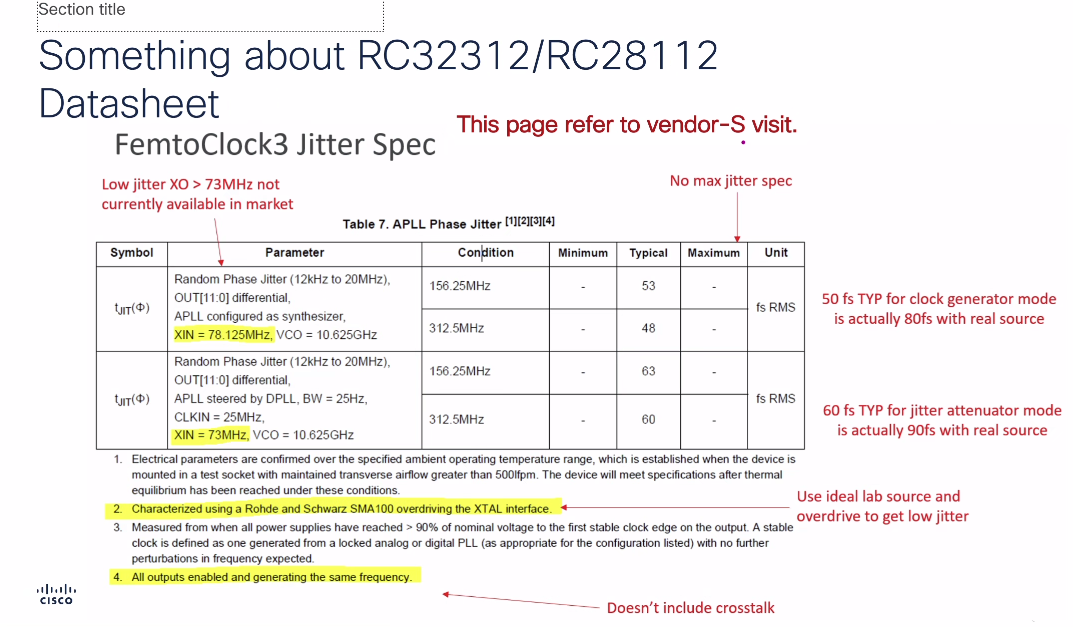 Section title
Something about RC32312/RC28112
Datasheet
This page refer to vendor-S visit.
FemtoClock3 Jitter Spec
Low jitter XO > 73MHz not
currently available in market
No max jitter spec
Table 7. APLL Phase Jitter [1][2][3][4]
Symbol Parameter Condition Minimum Typical Maximum Unit
tJIT(Φ)
Random Phase Jitter (12kHz to 20MHz),
OUT[11:0] differential,
APLL configured as synthesizer,
XIN = 78.125MHz, VCO = 10.625GHz
156.25MHz - 53 -
312.5MHz - 48 -
fs RMS
50 fs TYP for clock generator mode
is actually 80fs with real source
tJIT(Φ)
Random Phase Jitter (12kHz to 20MHz),
OUT[11:0] differential,
APLL steered by DPLL, BW = 25Hz,
CLKIN = 25MHz,
XIN = 73MHz, VCO = 10.625GHz
156.25MHz - 63 -
312.5MHz - 60 -
fs RMS
60 fs TYP for jitter attenuator mode
is actually 90fs with real source
1. Electrical parameters are confirmed over the specified ambient operating temperature range, which is established when the device is
mounted in a test socket with maintained transverse airflow greater than 500lfpm. The device will meet specifications after thermal
equilibrium has been reached under these conditions.
2. Characterized using a Rohde and Schwarz SMA100 overdriving the XTAL interface.
Use ideal lab source and
overdrive to get low jitter
3. Measured from when all power supplies have reached > 90% of nominal voltage to the first stable clock edge on the output. A stable
clock is defined as one generated from a locked analog or digital PLL (as appropriate for the configuration listed) with no further
perturbations in frequency expected.
4. All outputs enabled and generating the same frequency.
Doesn't include crosstalk
CISCO